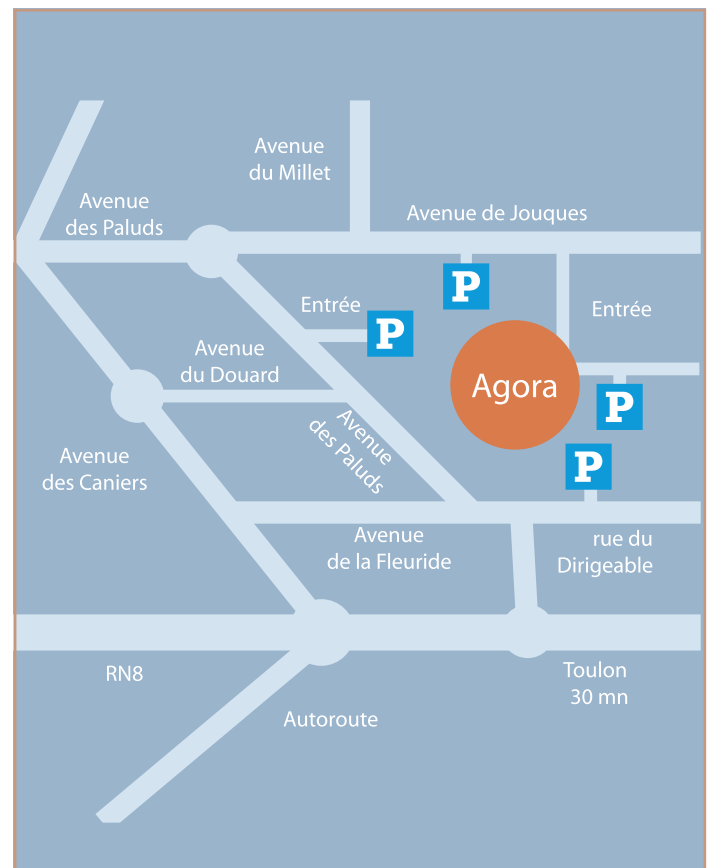 Avenue
du Millet
Avenue
des Paluds
Avenue de Jouques
P
Entrée
P
Entrée
Avenue
du Douard
Agora
P
Avenue
des Paluds
Avenue
des Caniers
P
Avenue
de la Fleuride
rue du
Dirigeable
RN8
Toulon
30 mn
Autoroute